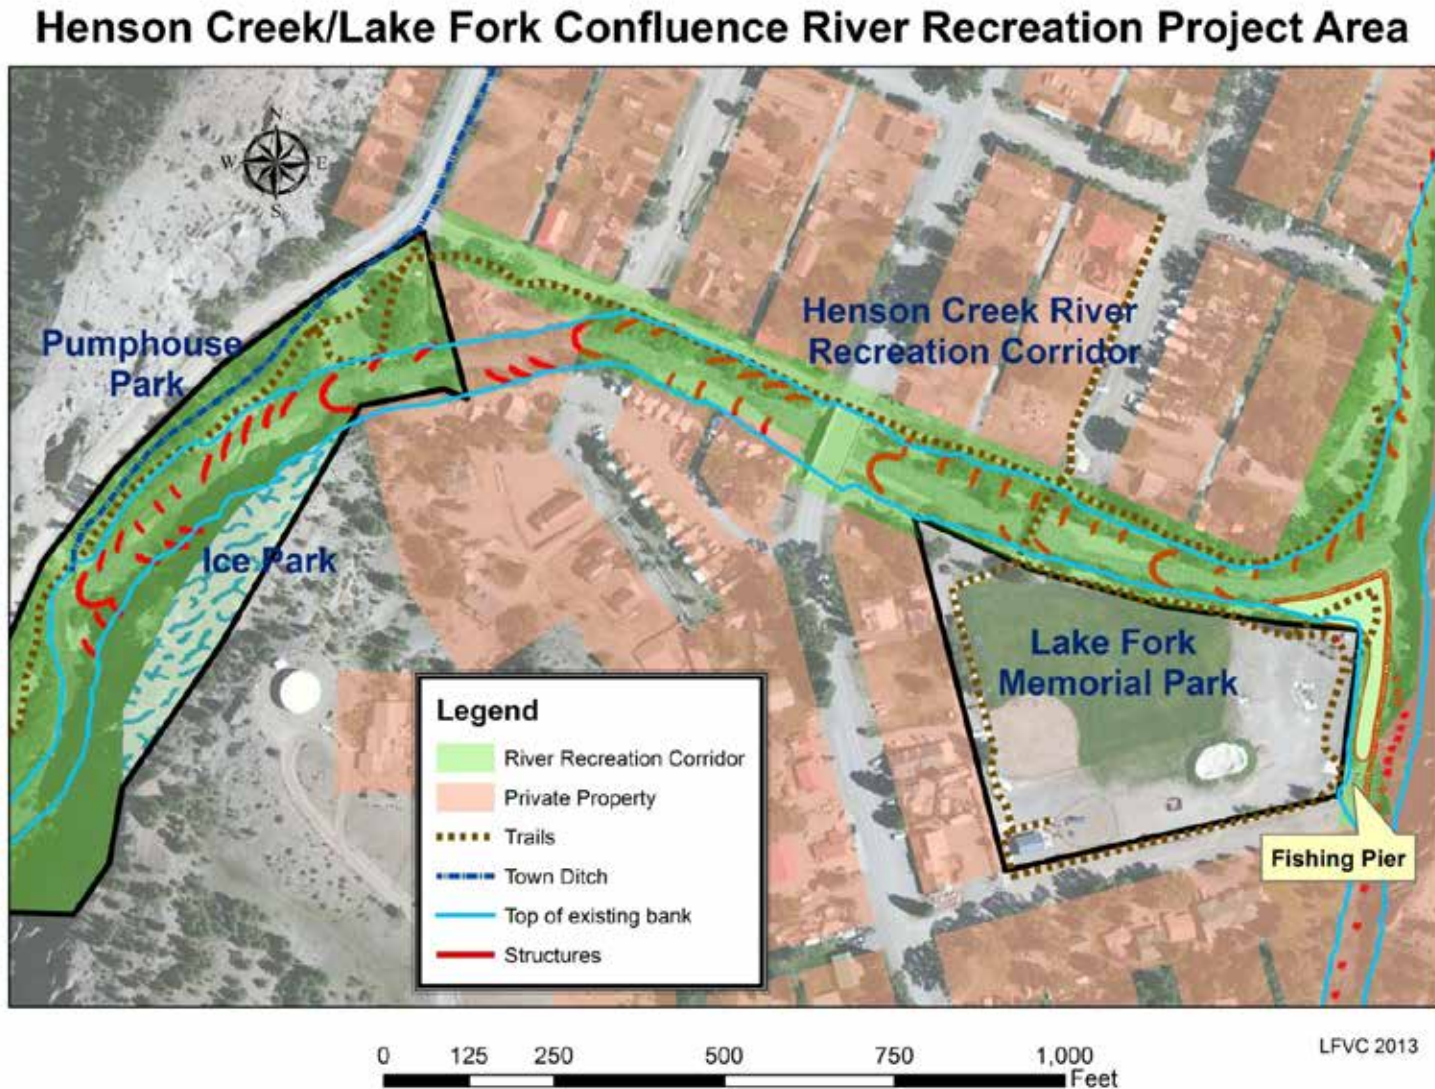 Henson Creek/Lake Fork Confluence River Recreation Project Area
N
W
E
S
Pumphouse
Park
Henson Creek River
Recreation Corridor
Ice Park
Lake Fork
Memorial Park
Legend
River Recreation Corridor
Private Property
Trails
Town Ditch
Top of existing bank
Structures
Fishing Pier
0 125 250 500 750 1,000
Feet
LFVC 2013